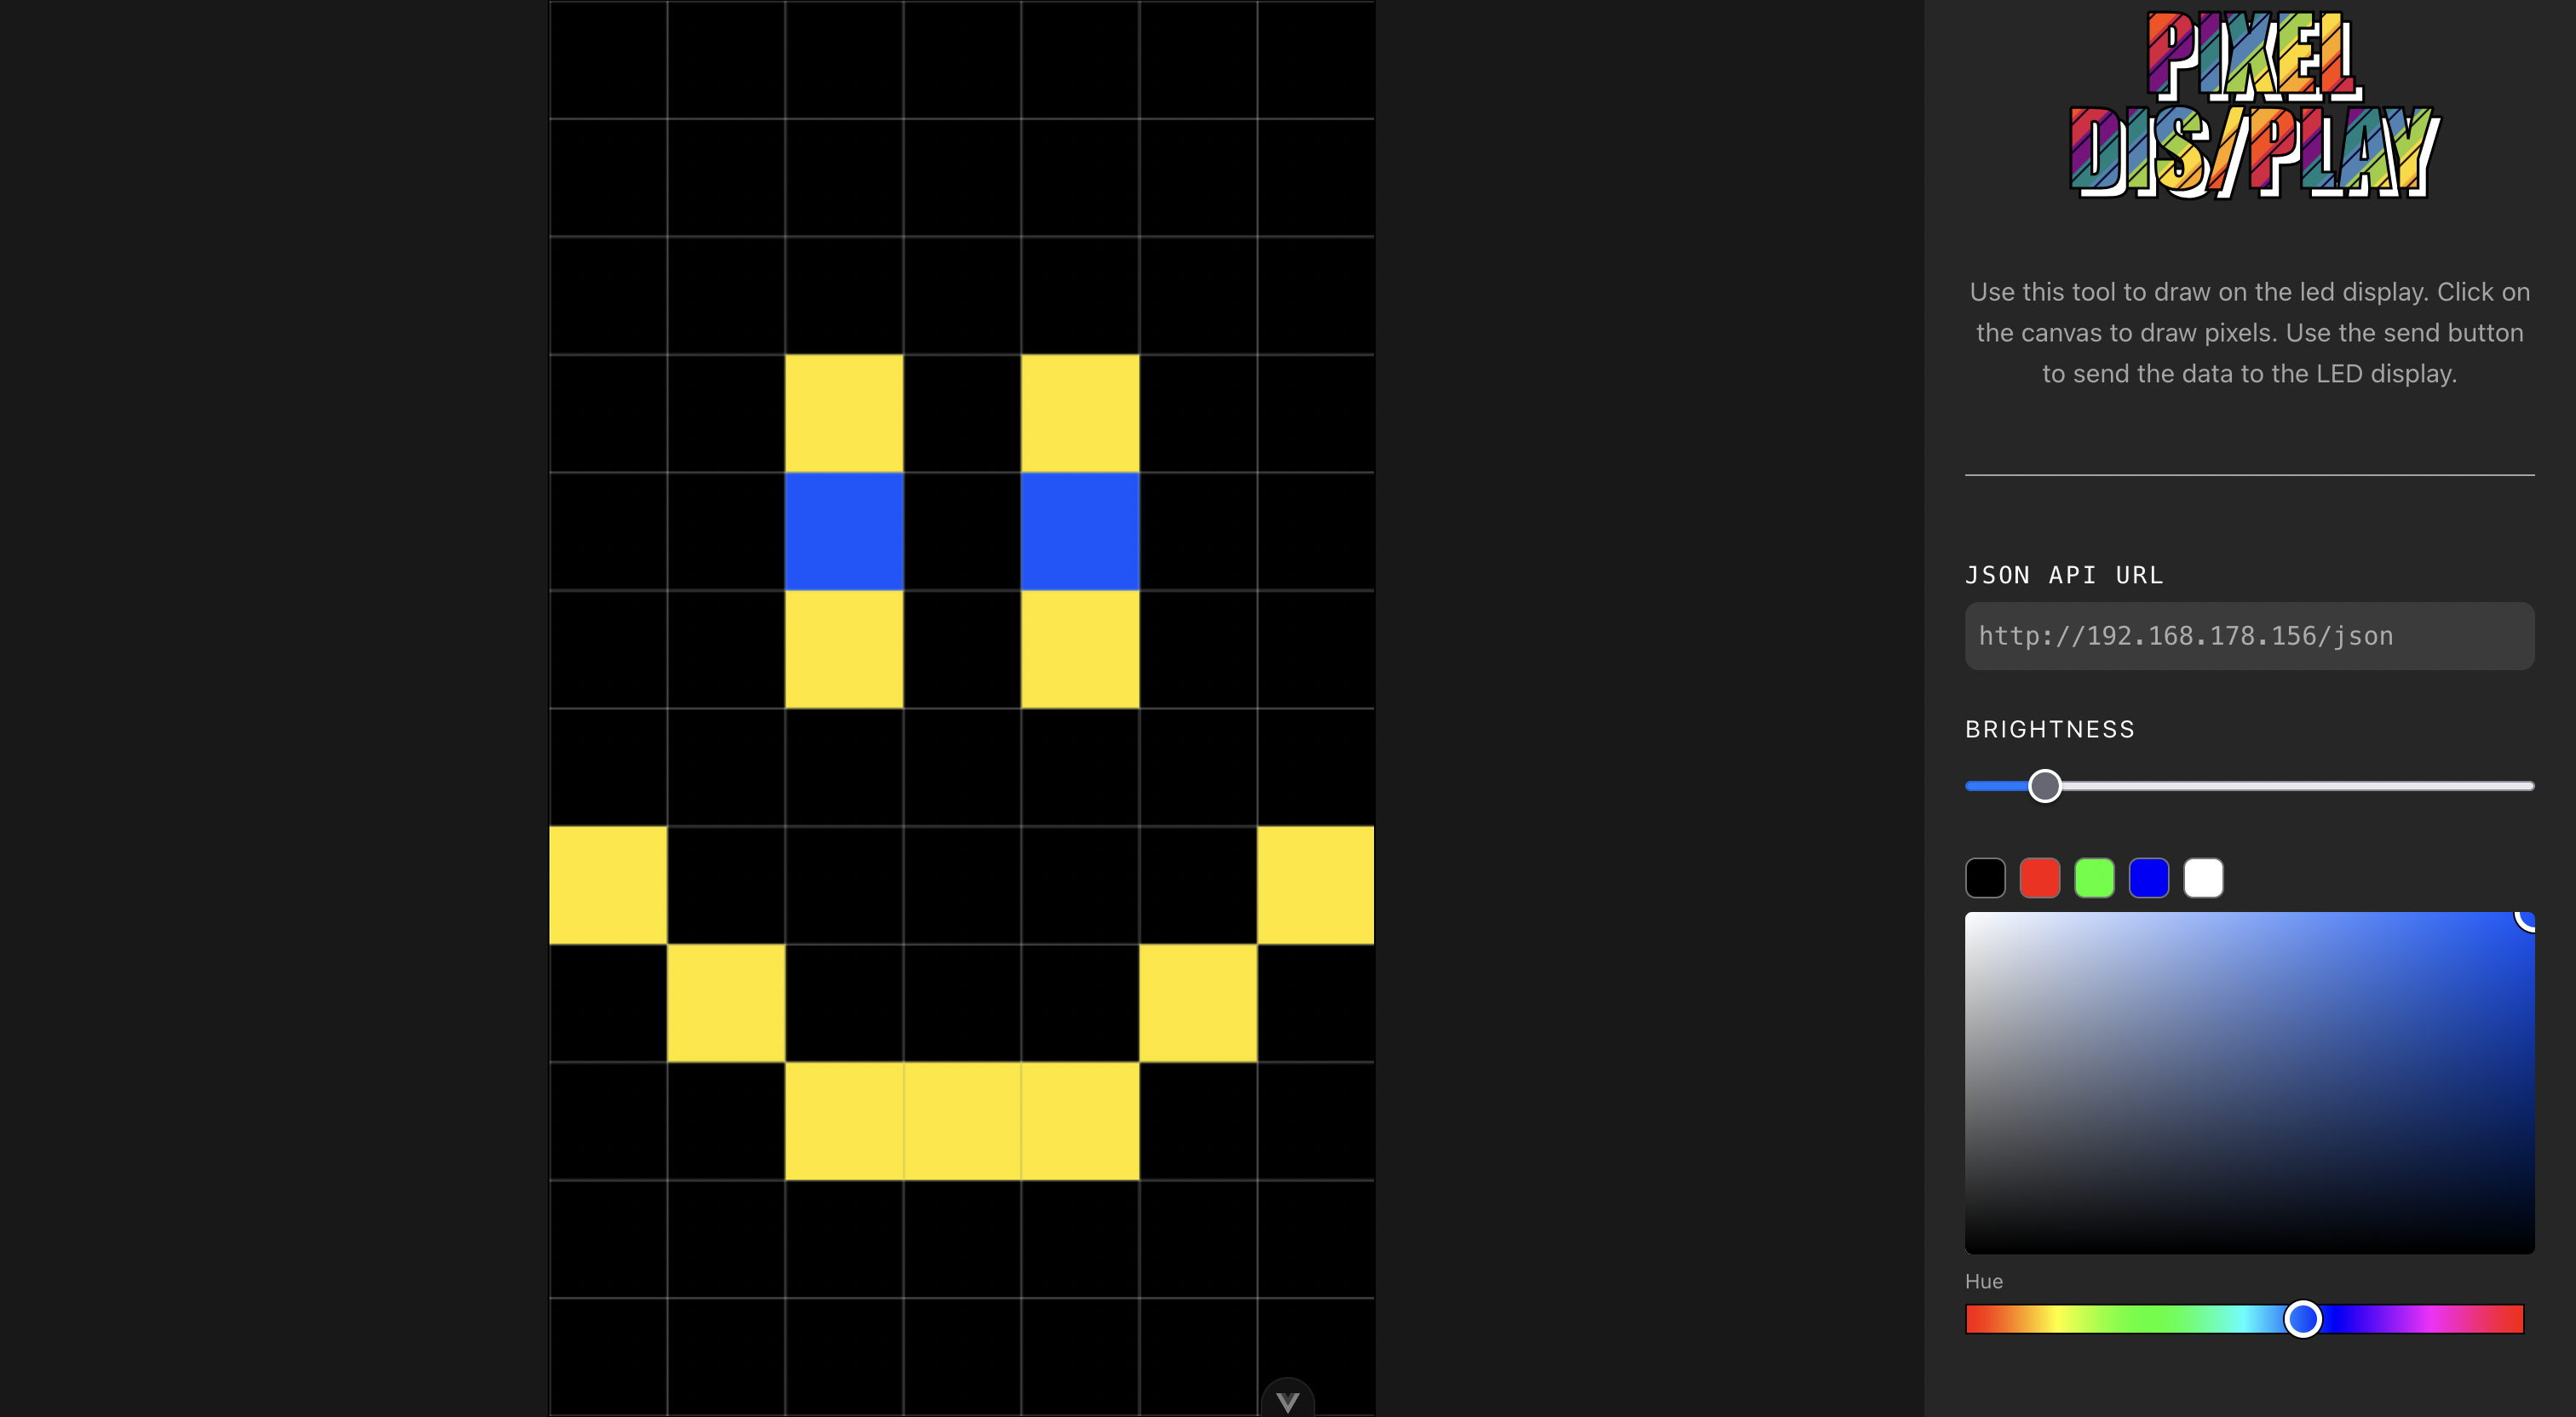 PIXEL
DIS/PLAY
Use this tool to draw on the led display. Click on
the canvas to draw pixels. Use the send button
to send the data to the LED display.
JSON API URL
http://192.168.178.156/json
BRIGHTNESS
Hue